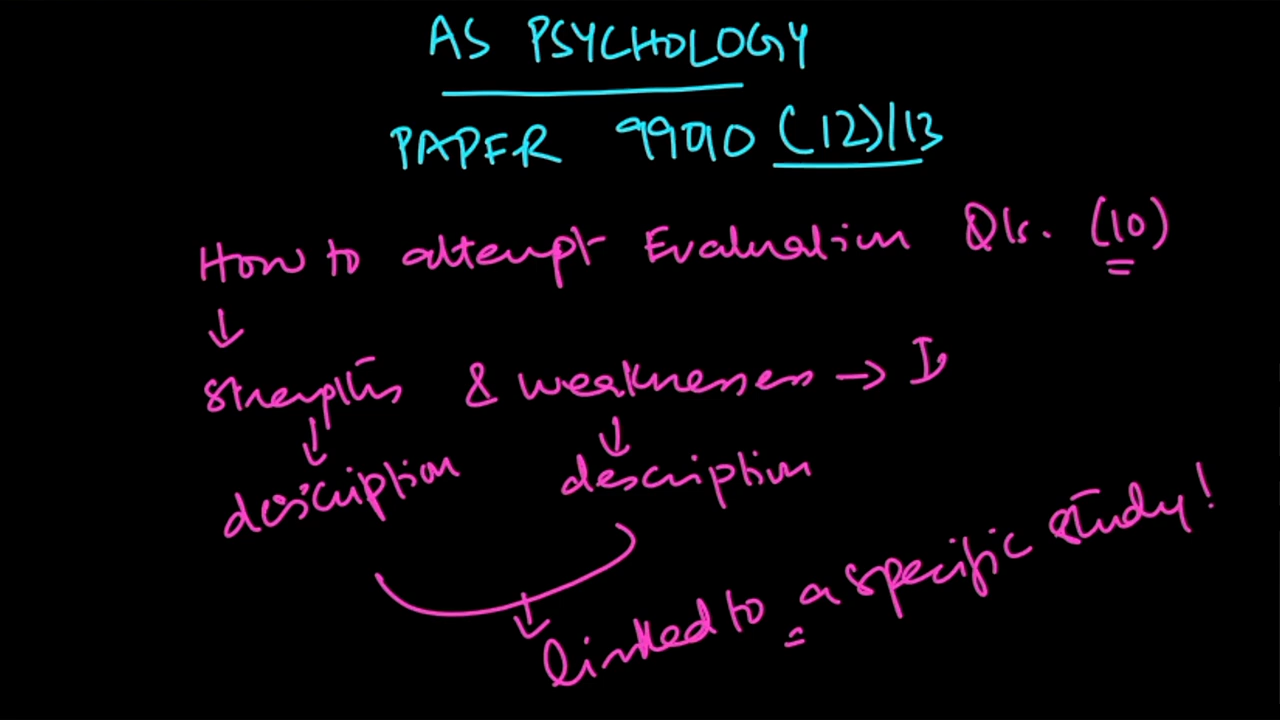 AS PSYCHOLOGY
PAPER 9990 (12)/13
How to attempt Evaluation Qs. (10)
↓
strengths & weaknesses →
↓ ↓
description description
↓
linked to a specific study!